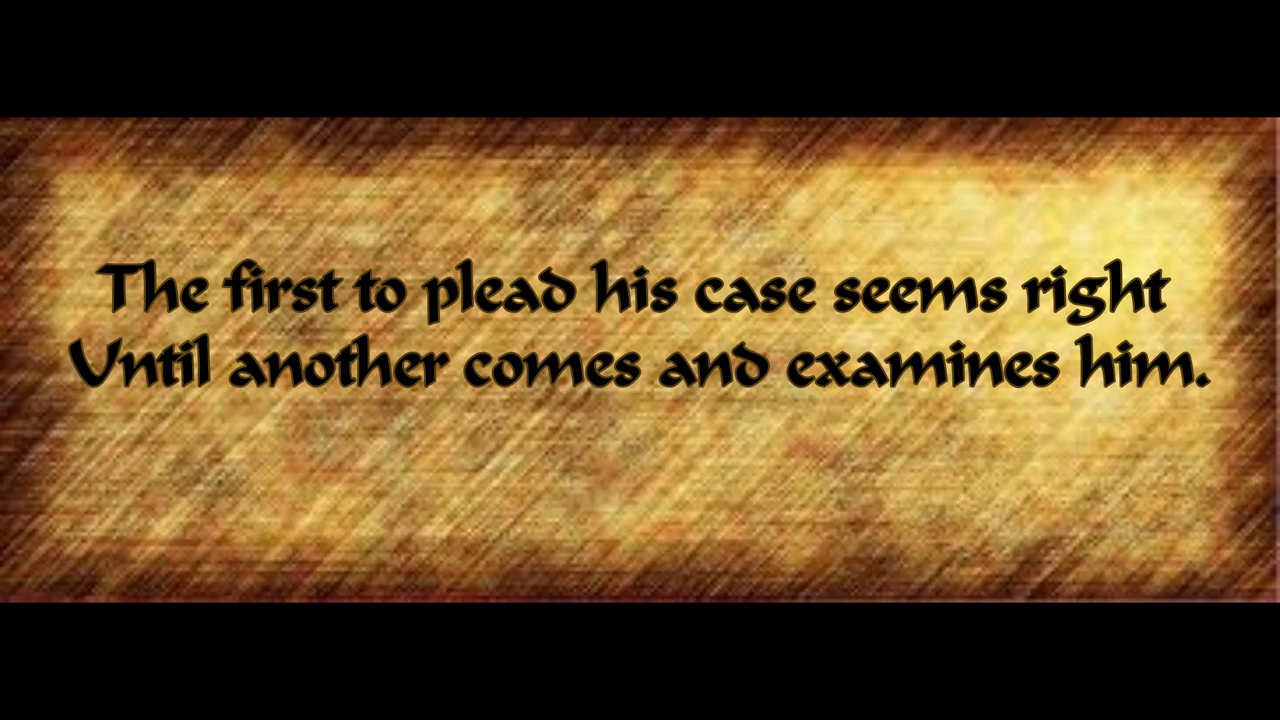 The first to plead his case seems right
Until another comes and examines him.